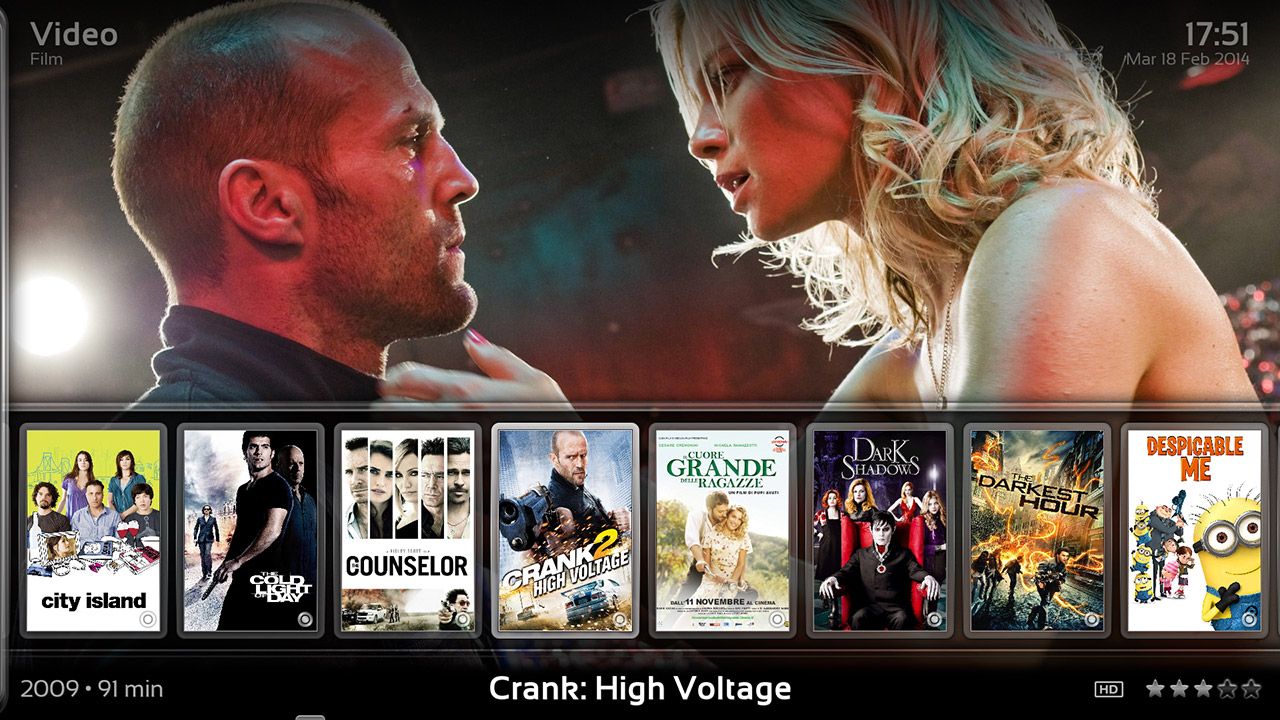 Video
Film
17:51
Mar 18 Feb 2014
city island
THE
COLD
LIGHT
OF DAY
THE
COUNSELOR
CRANK 2
HIGH VOLTAGE
IL CUORE
GRANDE
DELLE RAGAZZE
UN FILM DI PUPI AVATI
DALL'11 NOVEMBRE AL CINEMA
DARK
SHADOWS
THE
DARKEST
HOUR
DESPICABLE
ME
2009 • 91 min
Crank: High Voltage
HD